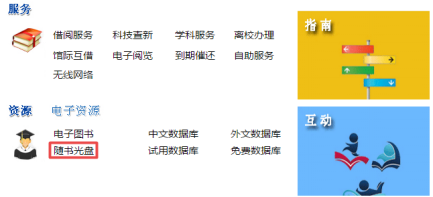 服务
借阅服务 科技查新 学科服务 离校办理
馆际互借 电子阅览 到期催还 自助服务
无线网络
指南
资源 电子资源
电子图书 中文数据库 外文数据库
随书光盘 试用数据库 免费数据库
互动